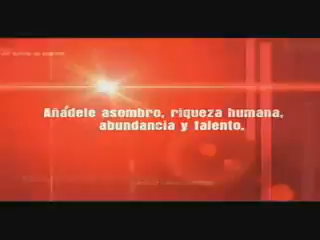 Añádele asombro, riqueza humana,
abundancia y talento.